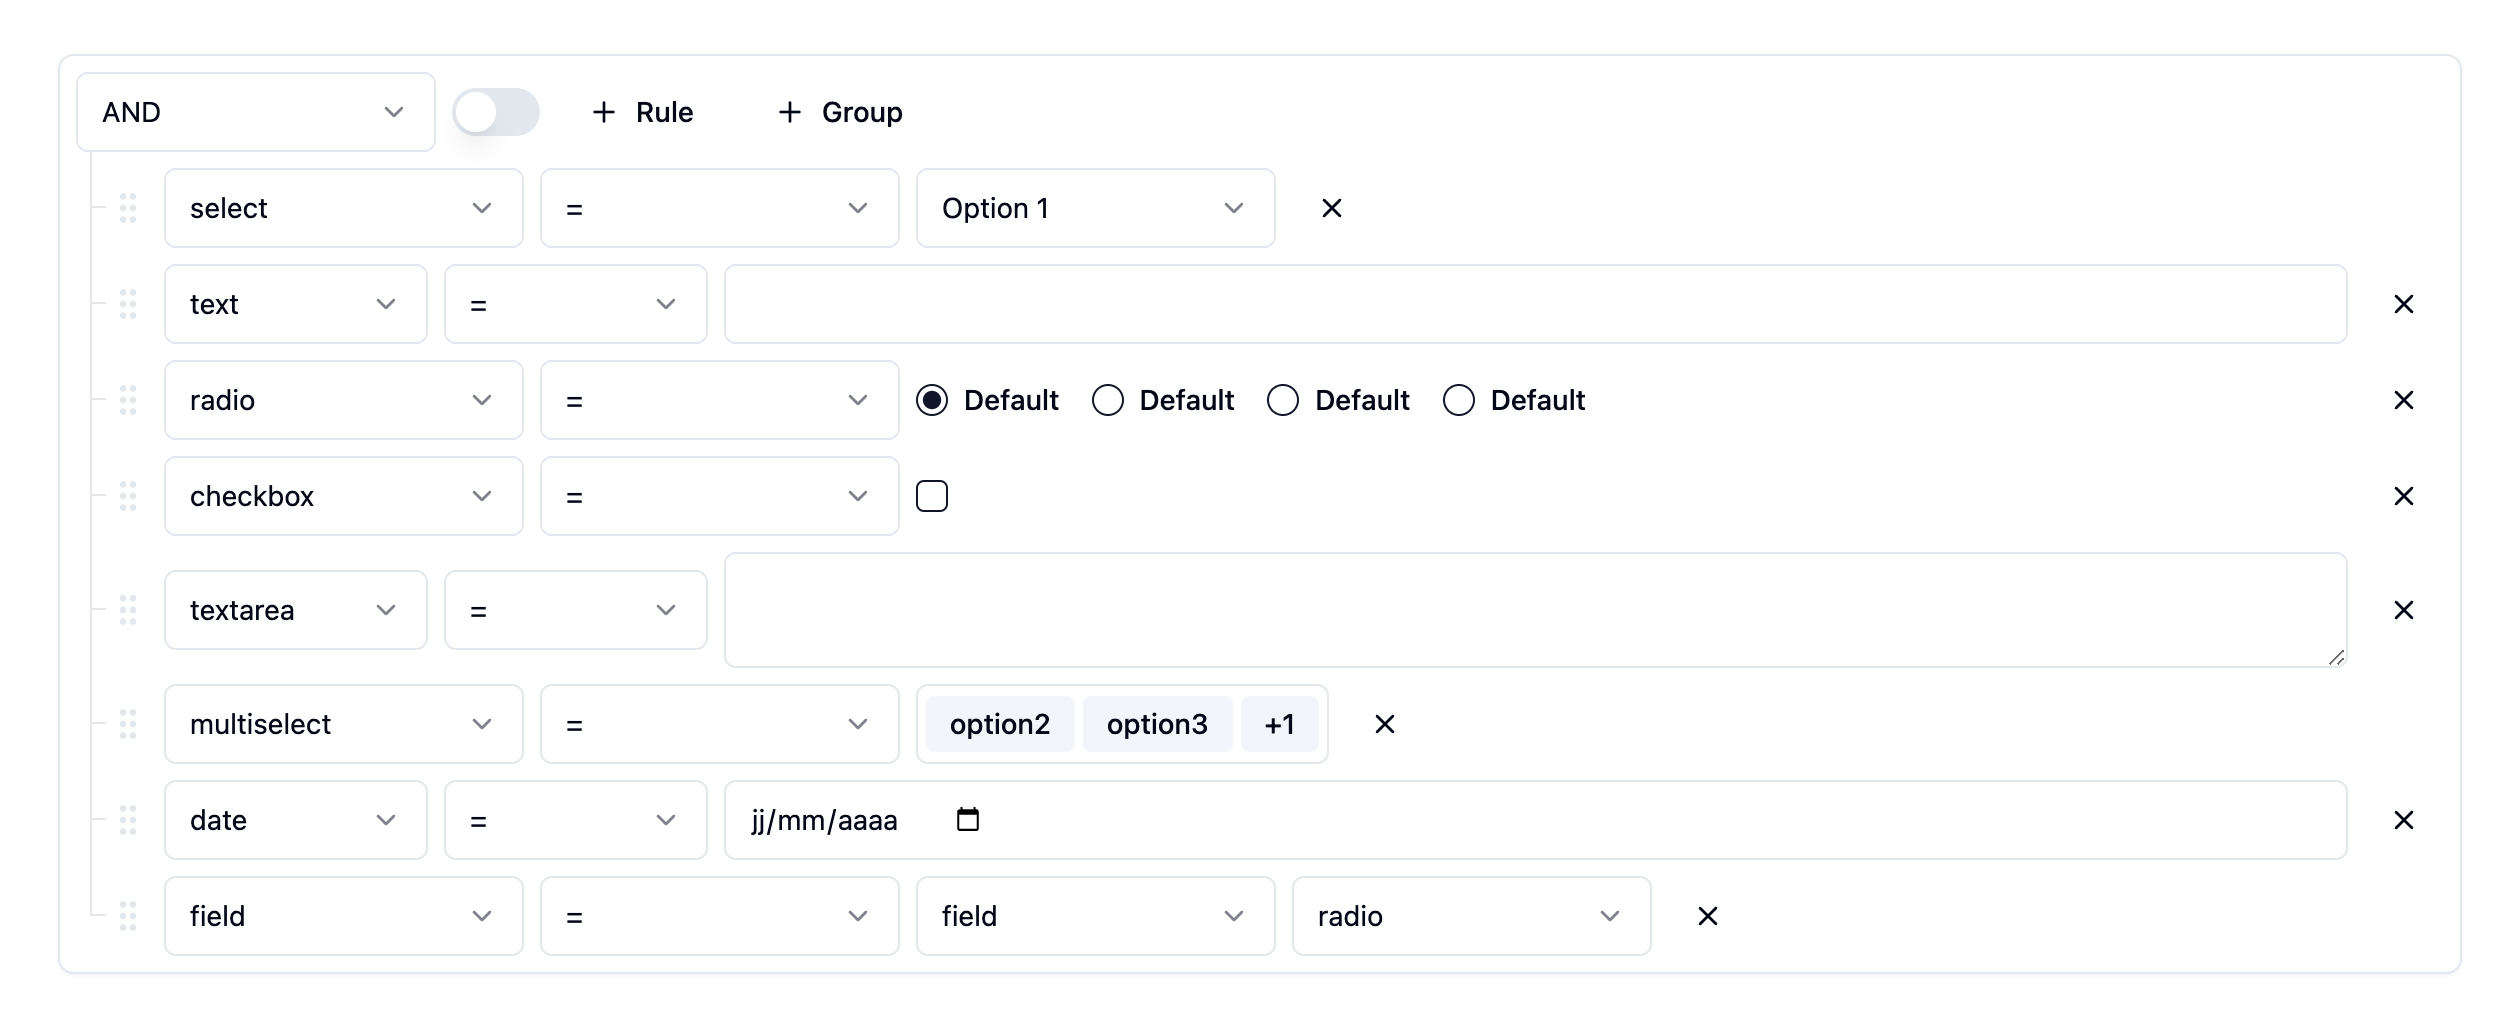 AND + Rule + Group
select = Option 1
text =
radio = Default Default Default Default
checkbox =
textarea =
multiselect = option2 option3 +1
date = jj/mm/aaaa
field = field radio